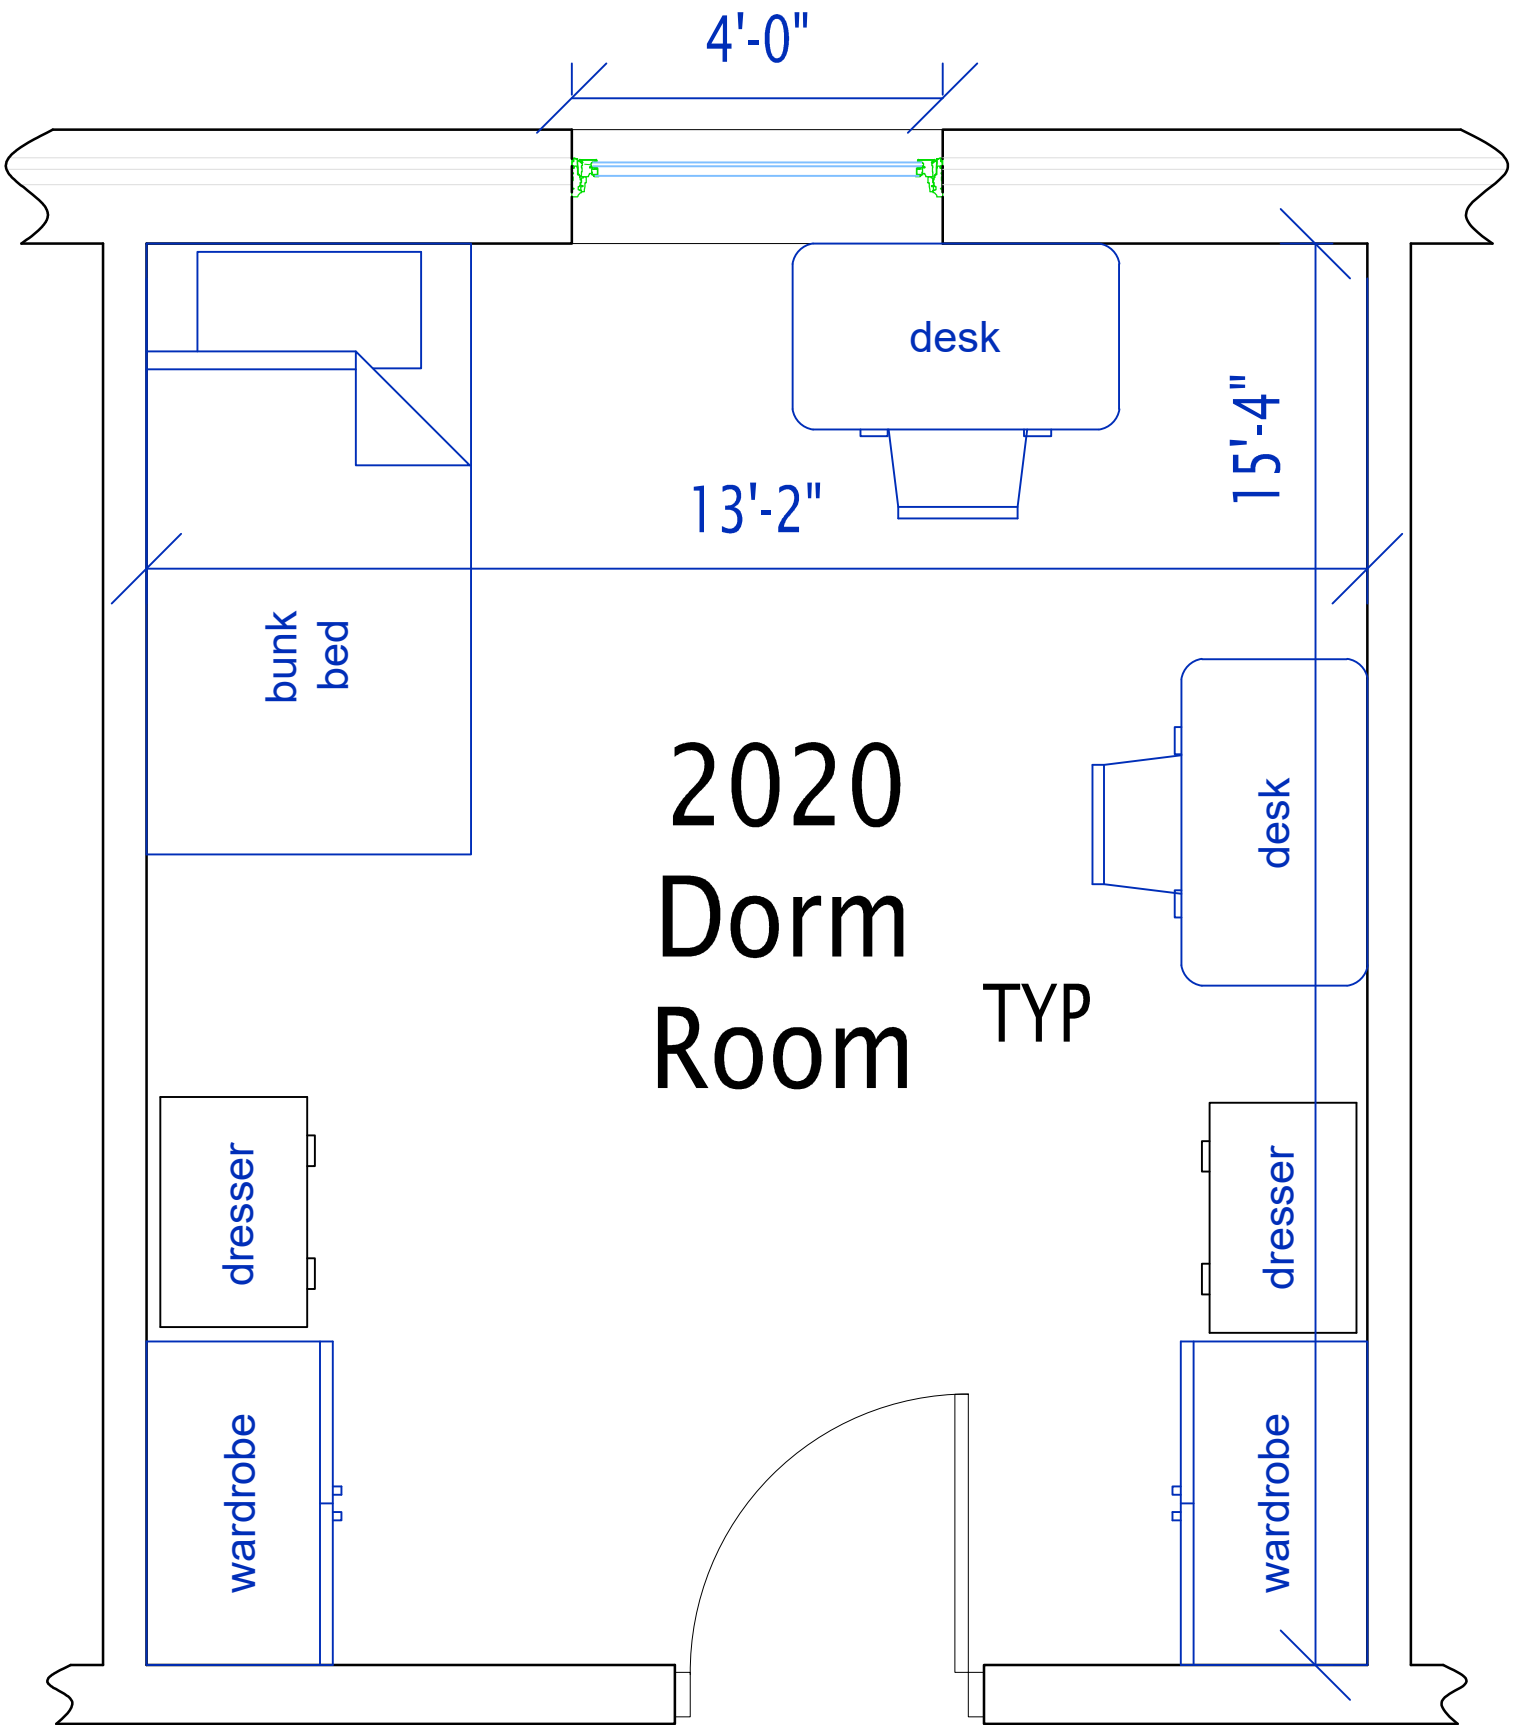 4'-0"
desk
15'-4"
13'-2"
bunk
bed
2020
Dorm
Room
TYP
desk
dresser
dresser
wardrobe
wardrobe